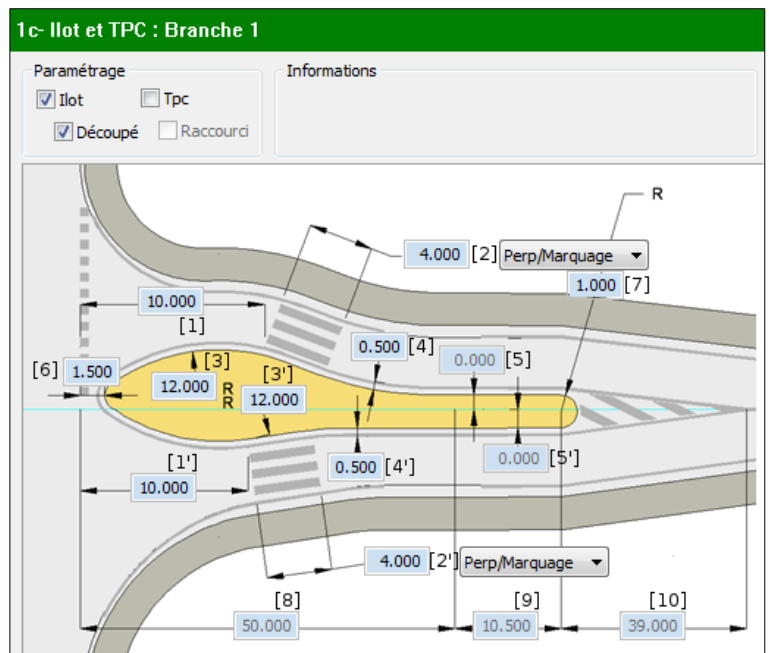 1c- Ilot et TPC : Branche 1
Paramétrage
Informations
Ilot
Tpc
Découpé
Raccourci
R
4.000 [2] Perp/Marquage
1.000 [7]
10.000
[1]
0.500 [4]
0.000 [5]
[6] 1.500
[3]
12.000
R
R
[3']
12.000
[1']
10.000
0.500 [4']
0.000 [5']
4.000 [2'] Perp/Marquage
[8]
[9]
[10]
50.000
10.500
39.000